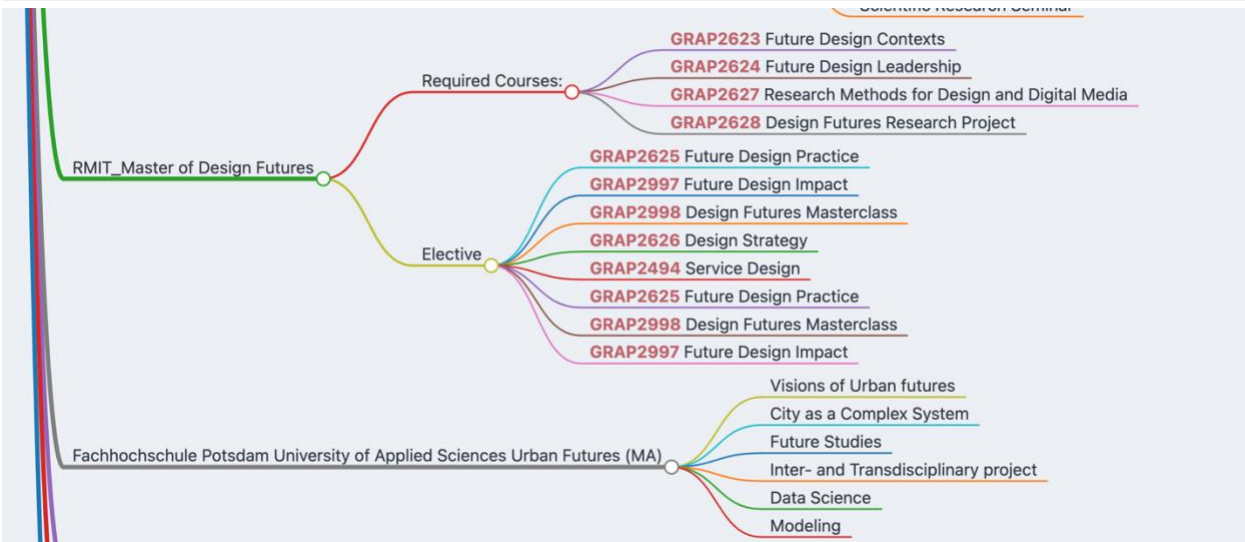 Scientific Research Seminar
GRAP2623 Future Design Contexts
Required Courses:
GRAP2624 Future Design Leadership
GRAP2627 Research Methods for Design and Digital Media
GRAP2628 Design Futures Research Project
RMIT_Master of Design Futures
GRAP2625 Future Design Practice
GRAP2997 Future Design Impact
GRAP2998 Design Futures Masterclass
GRAP2626 Design Strategy
Elective
GRAP2494 Service Design
GRAP2625 Future Design Practice
GRAP2998 Design Futures Masterclass
GRAP2997 Future Design Impact
Visions of Urban futures
City as a Complex System
Future Studies
Fachhochschule Potsdam University of Applied Sciences Urban Futures (MA)
Inter- and Transdisciplinary project
Data Science
Modeling